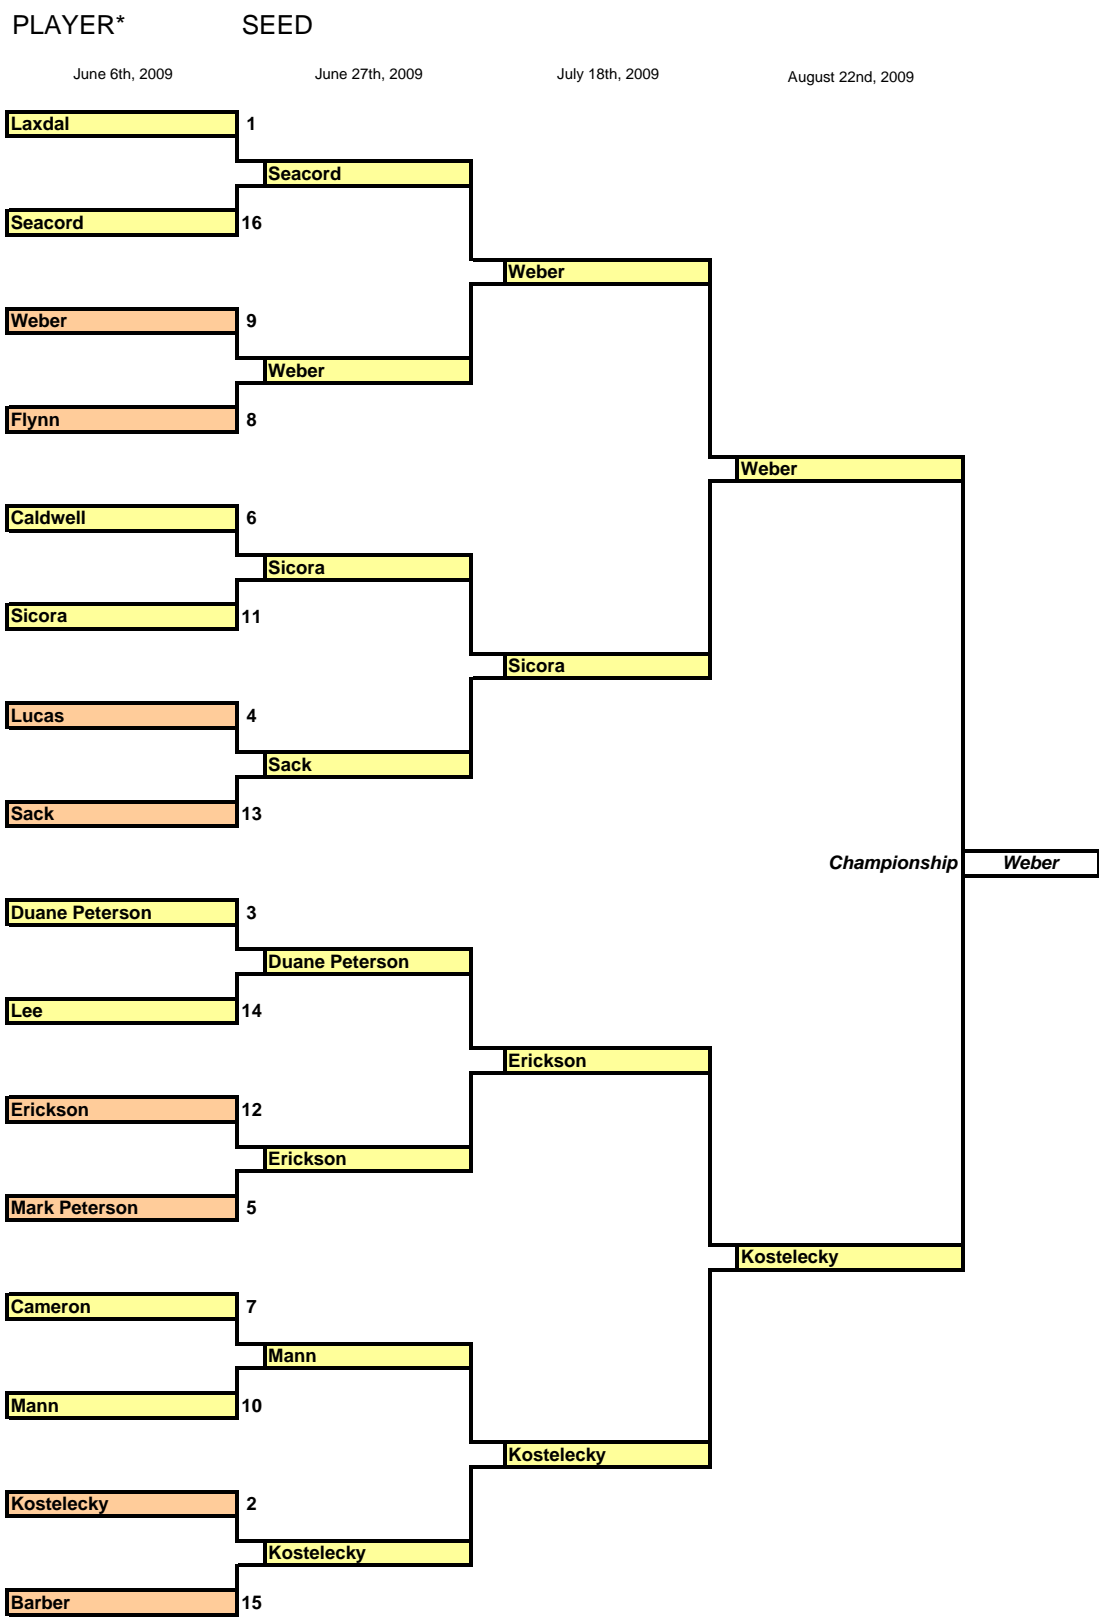 PLAYER* SEED
June 6th, 2009 June 27th, 2009 July 18th, 2009 August 22nd, 2009
Laxdal 1
Seacord
Seacord 16
Weber
Weber 9
Weber
Flynn 8
Weber
Caldwell 6
Sicora
Sicora 11
Sicora
Lucas 4
Sack
Sack 13
Championship Weber
Duane Peterson 3
Duane Peterson
Lee 14
Erickson
Erickson 12
Erickson
Mark Peterson 5
Kostelecky
Cameron 7
Mann
Mann 10
Kostelecky
Kostelecky 2
Kostelecky
Barber 15